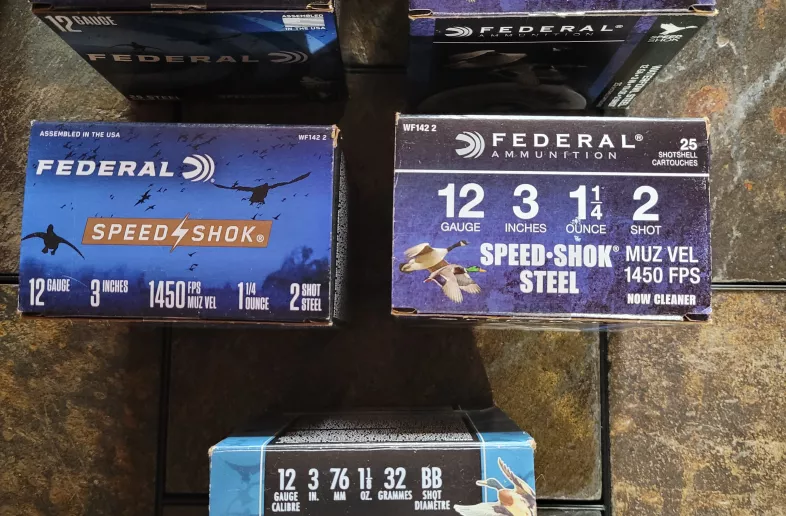 12 GAUGE
ASSEMBLED
IN THE USA
FEDERAL
FEDERAL®
AMMUNITION
SPEED
SHOK
ASSEMBLED IN THE USA
WF142 2
FEDERAL
SPEED SHOK®
12 GAUGE
3 INCHES
1450 FPS MUZ VEL
1 1/4 OUNCE
2 SHOT STEEL
WF142 2
FEDERAL®
AMMUNITION
25
SHOTSHELL
CARTOUCHES
12 3 1 1/4 2
GAUGE INCHES OUNCE SHOT
SPEED·SHOK® MUZ VEL
STEEL 1450 FPS
NOW CLEANER
12 3 76 1 1/8 32 BB
GAUGE IN. MM OZ. GRAMMES SHOT
CALIBRE DIAMÈTRE